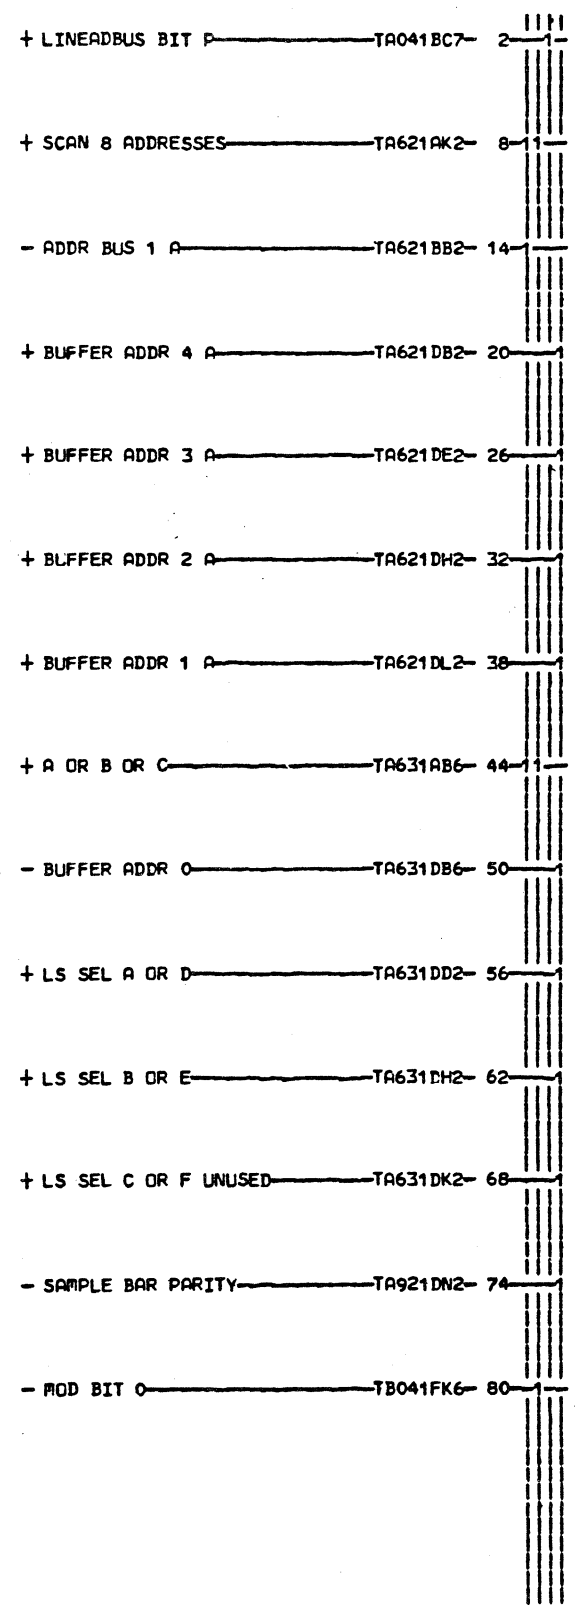 + LINEADBUS BIT P TA041BC7 2 1
+ SCAN 8 ADDRESSES TA621AK2 8 11
- ADDR BUS 1 A TA621BB2 14 1
+ BUFFER ADDR 4 A TA621DB2 20 1
+ BUFFER ADDR 3 A TA621DE2 26 1
+ BUFFER ADDR 2 A TA621DH2 32 1
+ BUFFER ADDR 1 A TA621DL2 38 1
+ A OR B OR C TA631AB6 44 11
- BUFFER ADDR 0 TA631DB6 50 1
+ LS SEL A OR D TA631DD2 56 1
+ LS SEL B OR E TA631DH2 62 1
+ LS SEL C OR F UNUSED TA631DK2 68 1
- SAMPLE BAR PARITY TA921DN2 74 1
- MOD BIT 0 TB041FK6 80 1